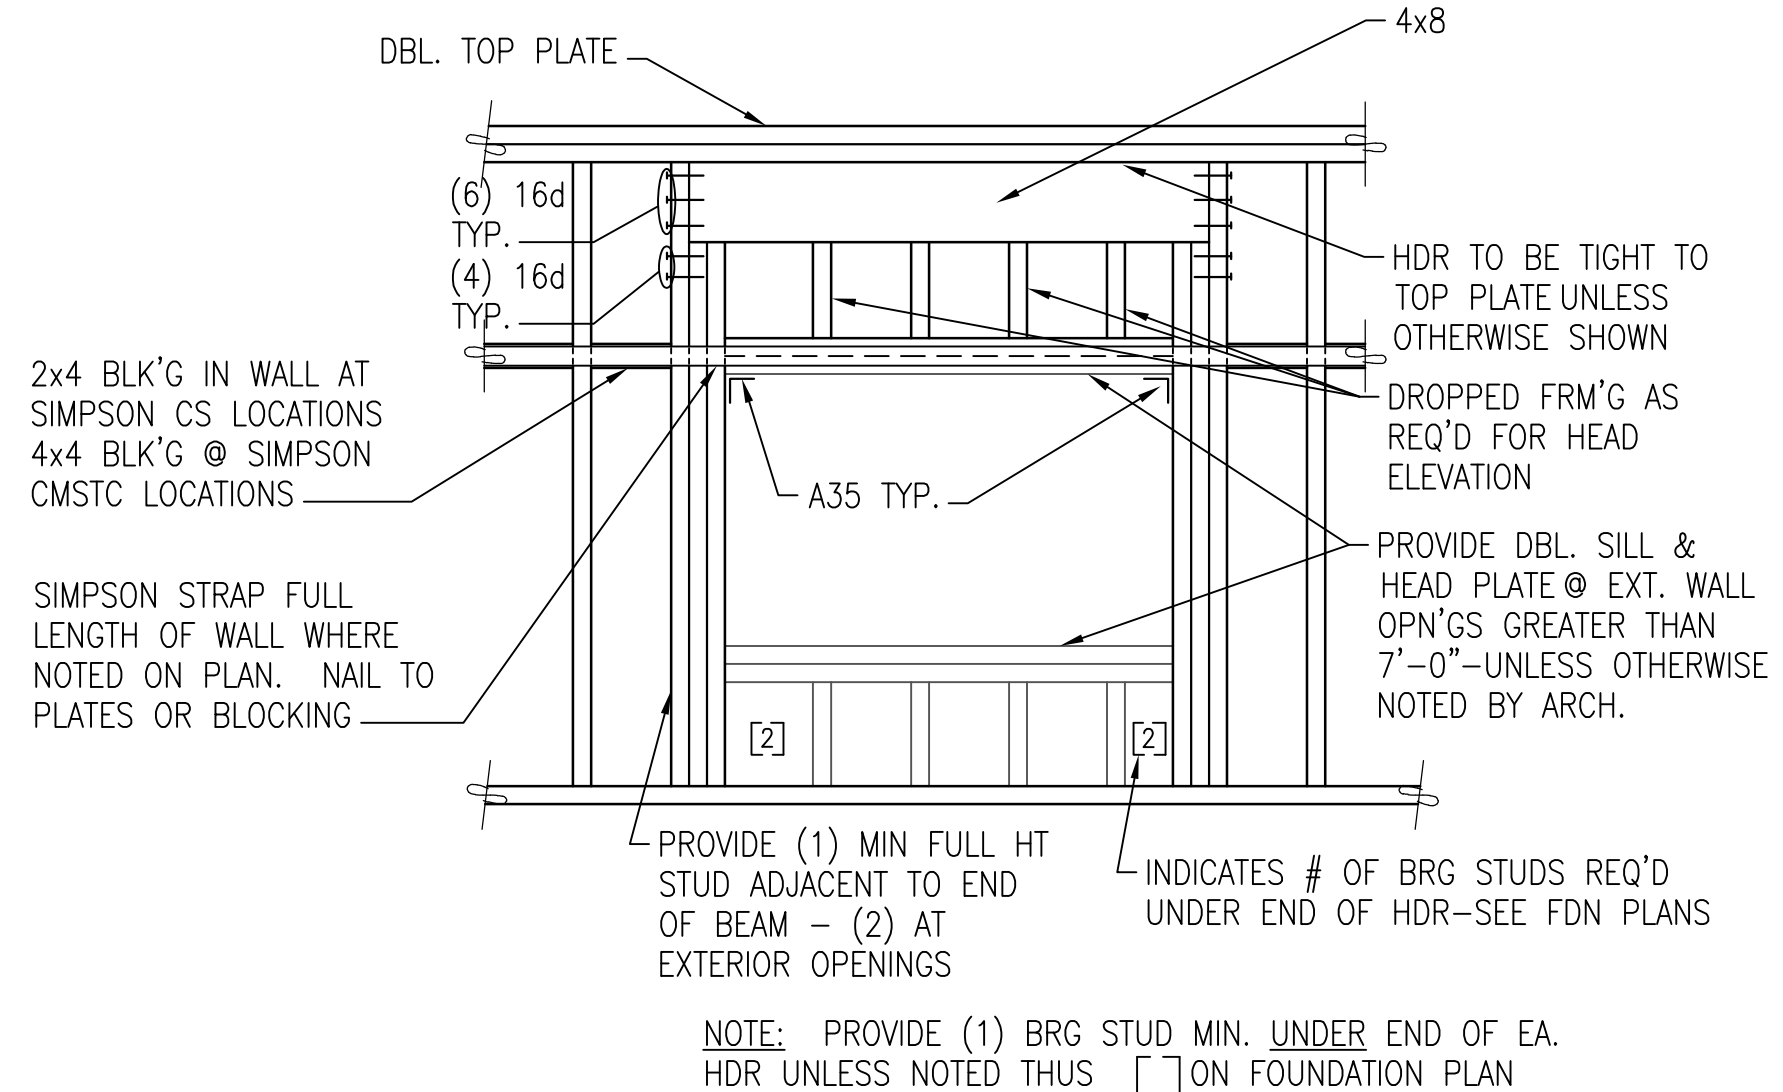 4x8
DBL. TOP PLATE
(6) 16d
TYP.
(4) 16d
TYP.
HDR TO BE TIGHT TO
TOP PLATE UNLESS
OTHERWISE SHOWN
2x4 BLK'G IN WALL AT
SIMPSON CS LOCATIONS
4x4 BLK'G @ SIMPSON
CMSTC LOCATIONS
DROPPED FRM'G AS
REQ'D FOR HEAD
ELEVATION
A35 TYP.
PROVIDE DBL. SILL &
HEAD PLATE @ EXT. WALL
OPN'GS GREATER THAN
7'-0"-UNLESS OTHERWISE
NOTED BY ARCH.
SIMPSON STRAP FULL
LENGTH OF WALL WHERE
NOTED ON PLAN. NAIL TO
PLATES OR BLOCKING
[2]
[2]
PROVIDE (1) MIN FULL HT
STUD ADJACENT TO END
OF BEAM - (2) AT
EXTERIOR OPENINGS
INDICATES # OF BRG STUDS REQ'D
UNDER END OF HDR-SEE FDN PLANS
NOTE: PROVIDE (1) BRG STUD MIN. UNDER END OF EA.
HDR UNLESS NOTED THUS [ ] ON FOUNDATION PLAN